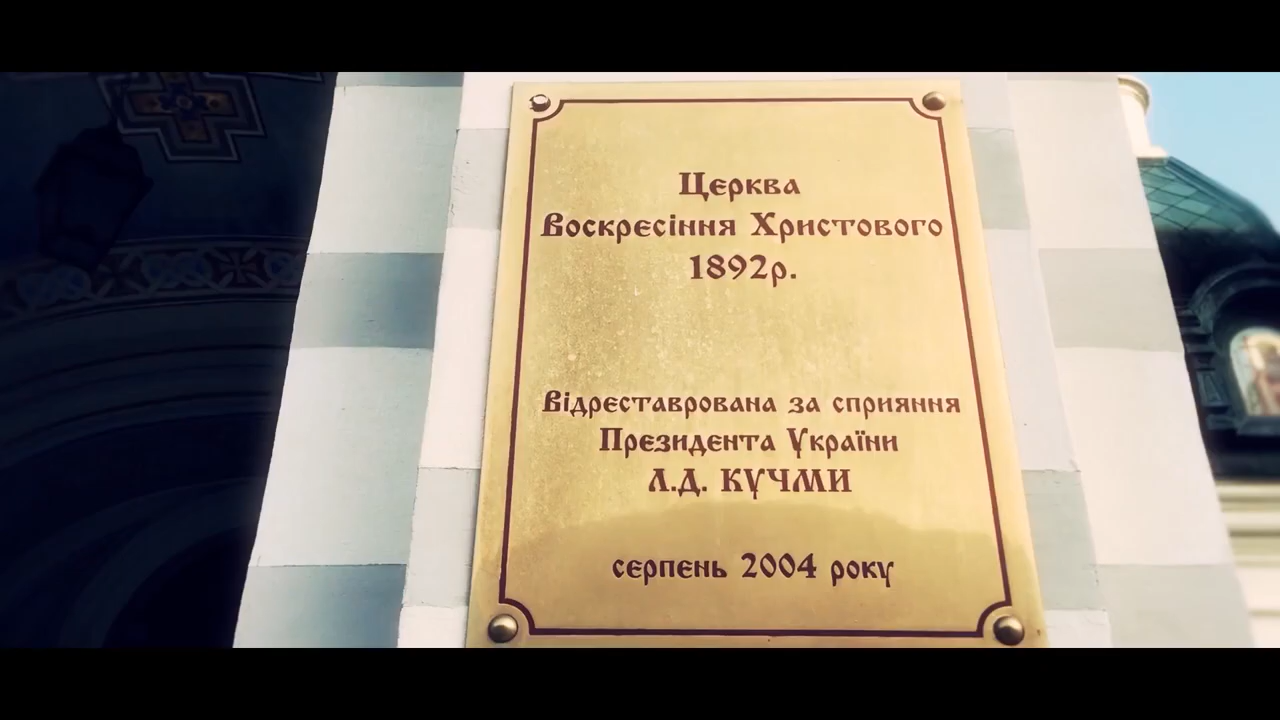 Церква
Воскресіння Христового
1892р.
Відреставрована за сприяння
Президента України
Л.Д. КУЧМИ
серпень 2004 року